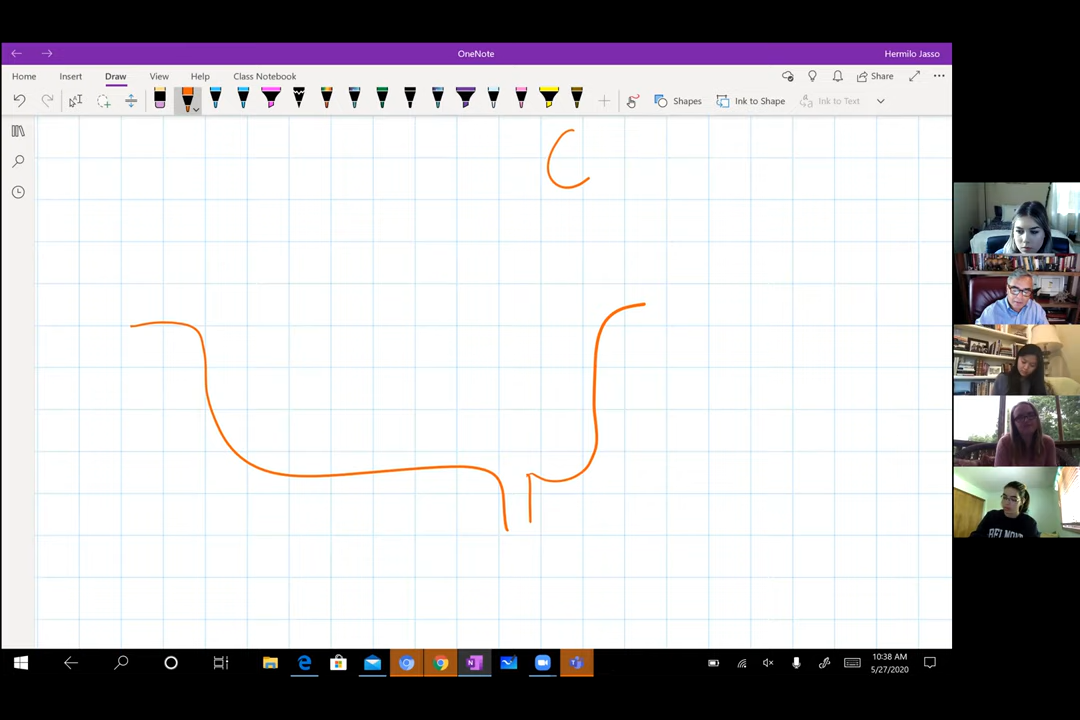 OneNote
Hermilo Jasso
Home Insert Draw View Help Class Notebook Share
Shapes Ink to Shape Ink to Text
C
BELMONT
10:38 AM
5/27/2020